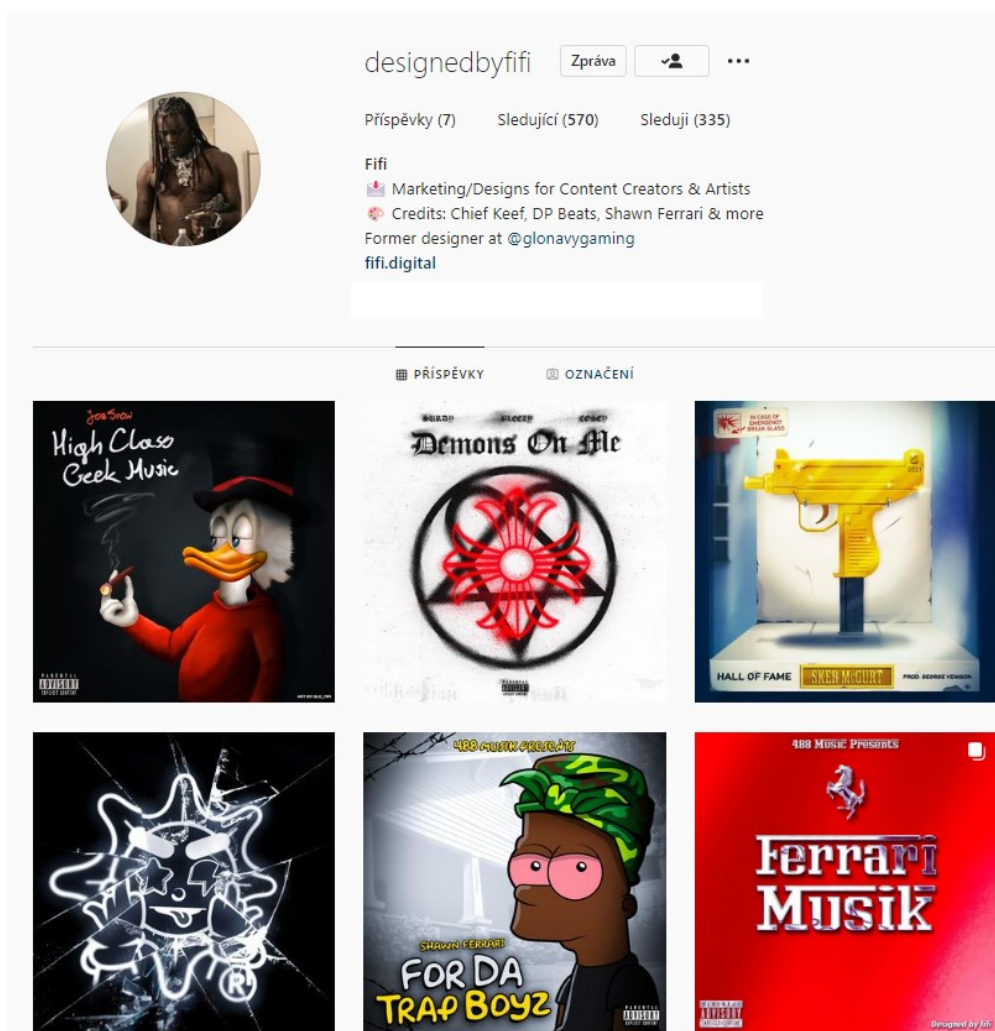 designedbyfifi Zpráva
Příspěvky (7) Sledující (570) Sleduji (335)
Fifi
Marketing/Designs for Content Creators & Artists
Credits: Chief Keef, DP Beats, Shawn Ferrari & more
Former designer at @glonavygaming
fifi.digital
PŘÍSPĚVKY OZNAČENÍ
High Class
Geek Music
PARENTAL
ADVISORY
EXPLICIT CONTENT
Demons On Me
PARENTAL
ADVISORY
IN CASE OF
EMERGENCY
BREAK GLASS
2021
HALL OF FAME SKER MCCURT PROD. GEORGE VENISON
R
488 MUSIK PRESENTS
SHAWN FERRARI
FOR DA
TRAP BOYZ
PARENTAL
ADVISORY
EXPLICIT CONTENT
488 Music Presents
Ferrari
Musik
PARENTAL
ADVISORY
EXPLICIT CONTENT
Designed by fifi